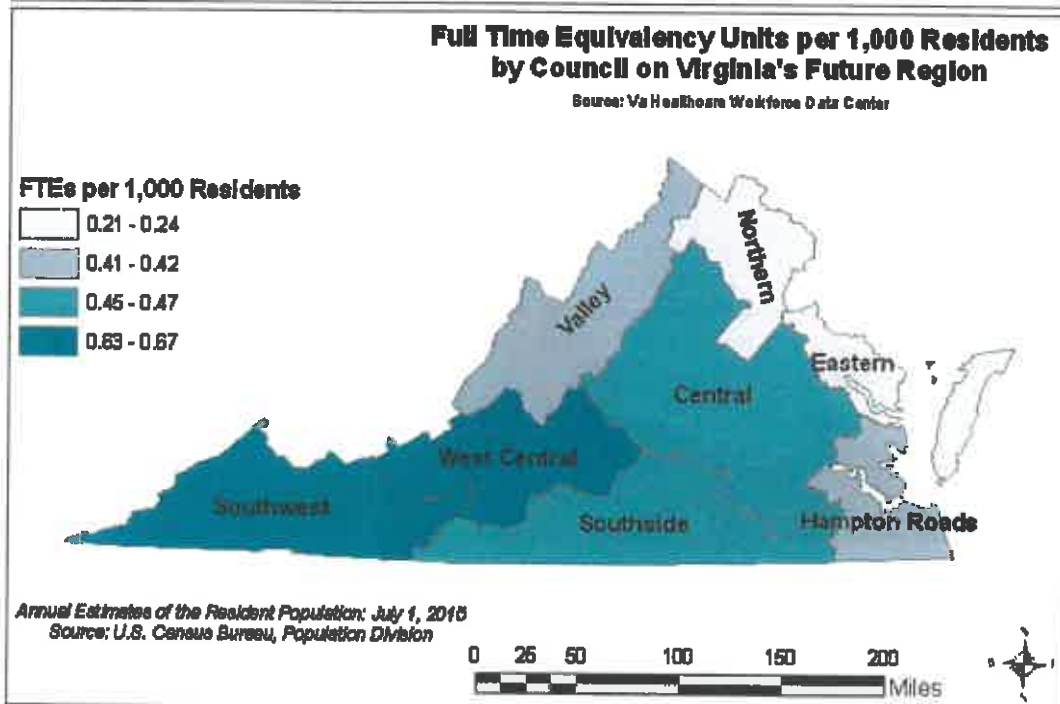 Full Time Equivalency Units per 1,000 Residents
by Council on Virginia's Future Region
Source: Va Healthcare Workforce Data Center
FTEs per 1,000 Residents
0.21 - 0.24
0.41 - 0.42
0.45 - 0.47
0.63 - 0.67
Northern
Valley
Eastern
Central
West Central
Southwest
Southside
Hampton Roads
Annual Estimates of the Resident Population: July 1,
Source: U.S. Census Bureau, Population Division
0 25 50 100 150 200
Miles